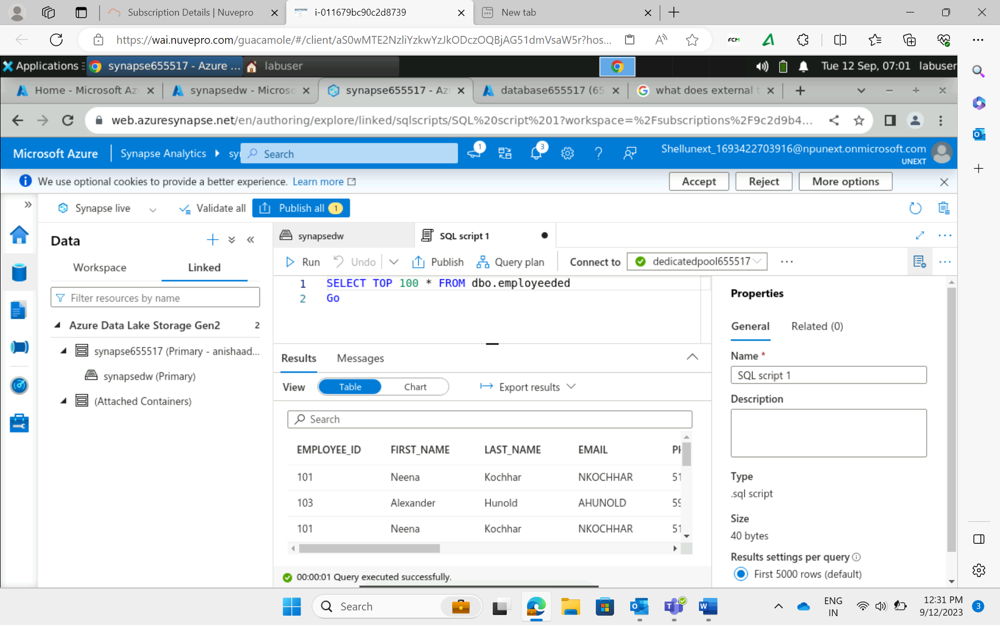 Subscription Details | Nuvepro
i-011679bc90c2d8739
New tab
https://wai.nuvepro.com/guacamole/#/client/aS0wMTE2NzliYzkwYzJkODczOQBjAG51dmVsaW5r?hos...
FCM
Applications
synapse655517 - Azure ...
labuser
Tue 12 Sep, 07:01
labuser
Home - Microsoft Az
synapsedw - Microso
synapse655517 - Az
database655517 (65
what does external t
web.azuresynapse.net/en/authoring/explore/linked/sqlscripts/SQL%20script%201?workspace=%2Fsubscriptions%2F9c2d9b4...
Microsoft Azure
Synapse Analytics
syn
Search
1
3
Shellunext_1693422703916@npunext.onmicrosoft.com
UNEXT
We use optional cookies to provide a better experience. Learn more
Accept
Reject
More options
Synapse live
Validate all
Publish all 1
Data
synapsedw
SQL script 1
Workspace
Linked
Run
Undo
Publish
Query plan
Connect to
dedicatedpool655517
Filter resources by name
1 SELECT TOP 100 * FROM dbo.employeeded
2 Go
Azure Data Lake Storage Gen2 2
synapse655517 (Primary - anishaad...
synapsedw (Primary)
(Attached Containers)
Results
Messages
View
Table
Chart
Export results
Search
EMPLOYEE_ID FIRST_NAME LAST_NAME EMAIL PH
101 Neena Kochhar NKOCHHAR 51
103 Alexander Hunold AHUNOLD 59
101 Neena Kochhar NKOCHHAR 51
00:00:01 Query executed successfully.
Properties
General
Related (0)
Name *
SQL script 1
Description
Type
.sql script
Size
40 bytes
Results settings per query
First 5000 rows (default)
Search
ENG
IN
12:31 PM
9/12/2023
3